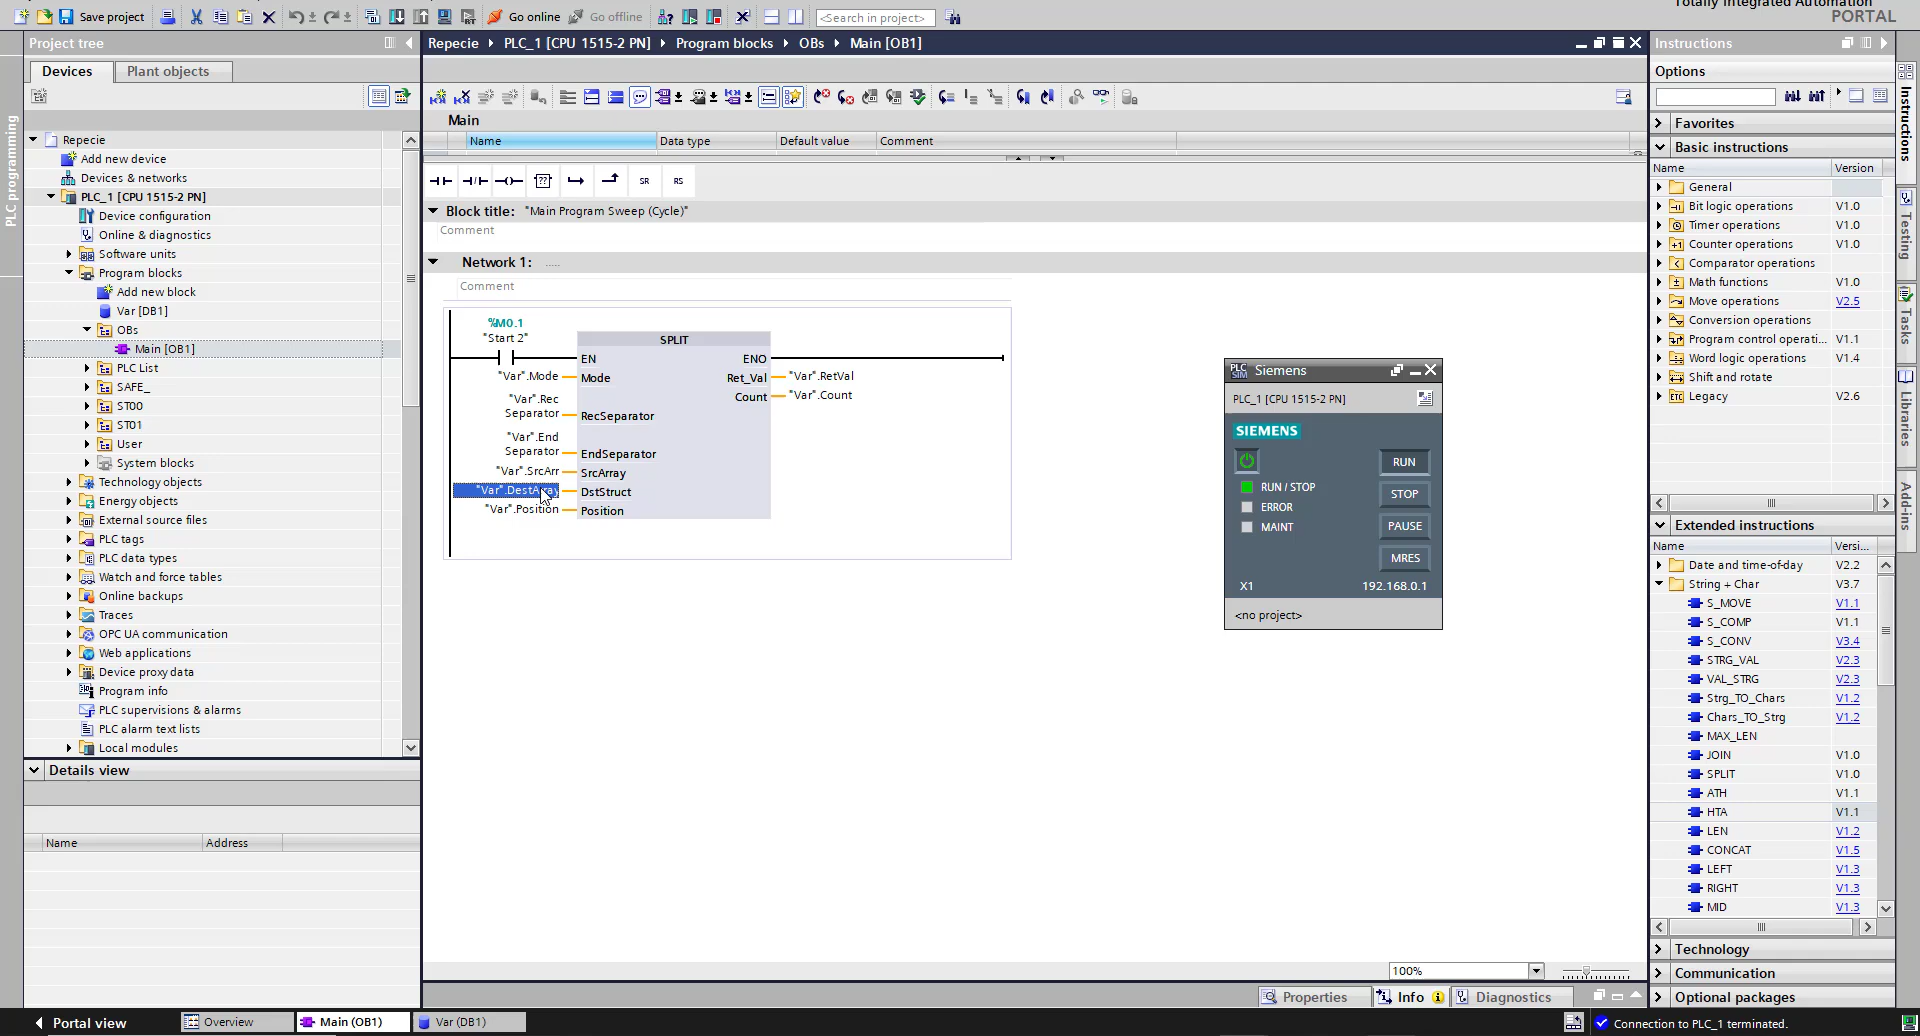 Totally Integrated Automation
PORTAL
Save project
Go online
Go offline
<Search in project>
Project tree
Devices
Plant objects
PLC programming
Repecie
Add new device
Devices & networks
PLC_1 [CPU 1515-2 PN]
Device configuration
Online & diagnostics
Software units
Program blocks
Add new block
Var [DB1]
OBs
Main [OB1]
PLC List
SAFE_
ST00
ST01
User
System blocks
Technology objects
Energy objects
External source files
PLC tags
PLC data types
Watch and force tables
Online backups
Traces
OPC UA communication
Web applications
Device proxy data
Program info
PLC supervisions & alarms
PLC alarm text lists
Local modules
Details view
Name Address
Repecie PLC_1 [CPU 1515-2 PN] Program blocks OBs Main [OB1]
Main
Name Data type Default value Comment
SR RS
Block title: "Main Program Sweep (Cycle)"
Comment
Network 1: .....
Comment
%M0.1
"Start 2"
SPLIT
EN ENO
"Var".Mode Mode Ret_Val "Var".RetVal
Count "Var".Count
"Var".Rec
Separator RecSeparator
"Var".End
Separator EndSeparator
"Var".SrcArr SrcArray
"Var".DestArray DstStruct
"Var".Position Position
PLC SIM Siemens
PLC_1 [CPU 1515-2 PN]
SIEMENS
RUN
RUN / STOP
STOP
ERROR
MAINT
PAUSE
MRES
X1 192.168.0.1
<no project>
100%
Properties
Info
Diagnostics
Instructions
Options
Favorites
Basic instructions
Name Version
General
Bit logic operations V1.0
Timer operations V1.0
Counter operations V1.0
Comparator operations
Math functions V1.0
Move operations V2.5
Conversion operations
Program control operati... V1.1
Word logic operations V1.4
Shift and rotate
Legacy V2.6
Extended instructions
Name Versi...
Date and time-of-day V2.2
String + Char V3.7
S_MOVE V1.1
S_COMP V1.1
S_CONV V3.4
STRG_VAL V2.3
VAL_STRG V2.3
Strg_TO_Chars V1.2
Chars_TO_Strg V1.2
MAX_LEN
JOIN V1.0
SPLIT V1.0
ATH V1.1
HTA V1.1
LEN V1.2
CONCAT V1.5
LEFT V1.3
RIGHT V1.3
MID V1.3
Technology
Communication
Optional packages
Instructions
Testing
Tasks
Libraries
Add-ins
Portal view
Overview
Main (OB1)
Var (DB1)
Connection to PLC_1 terminated.